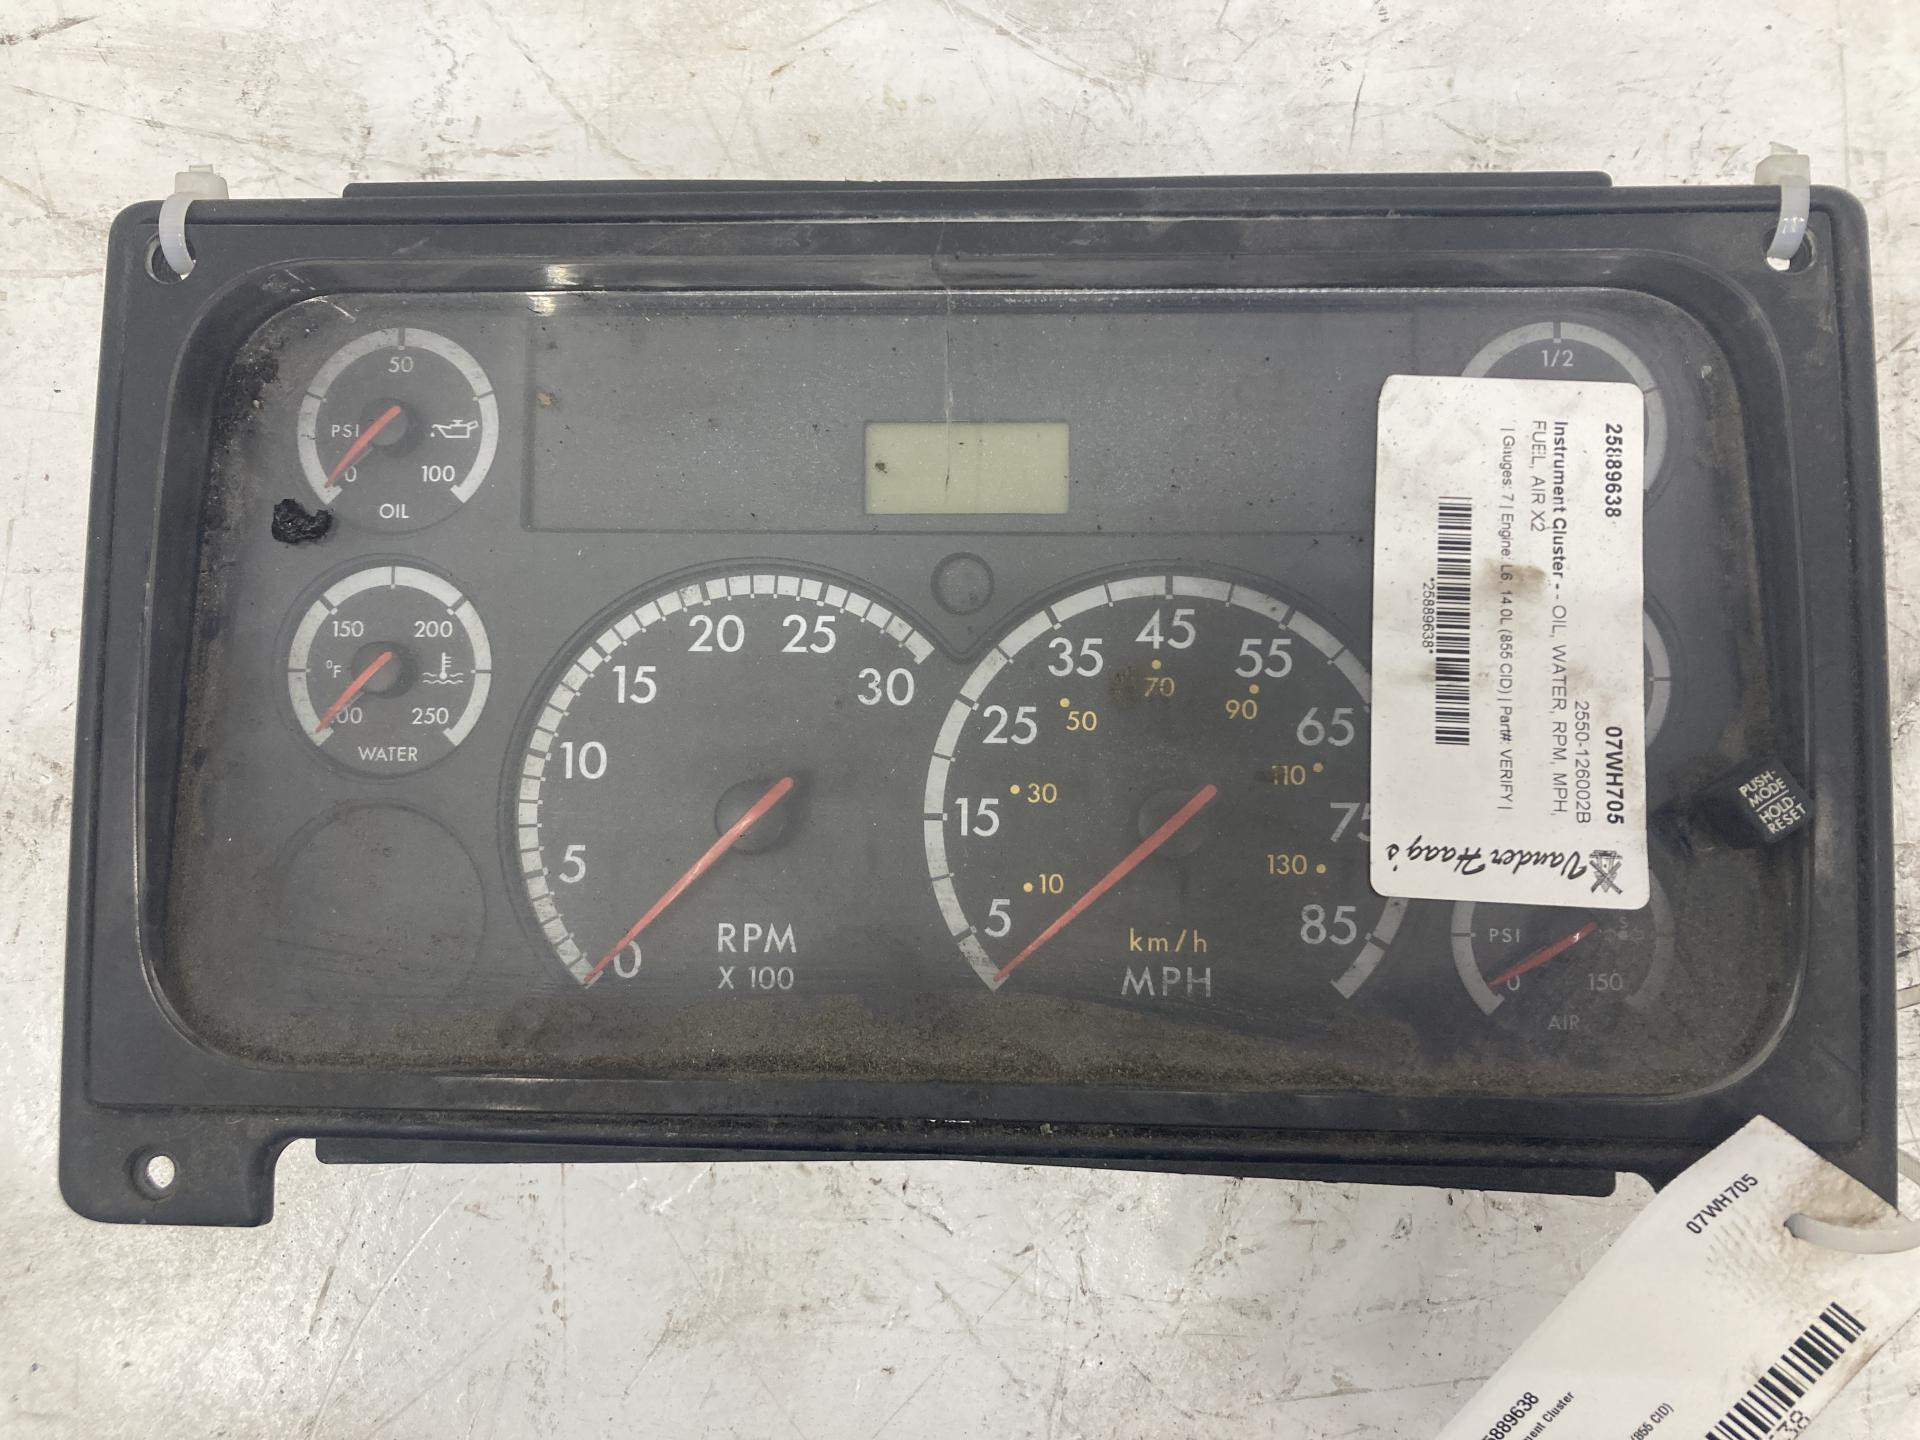 50
PSI
0
100
OIL
150
200
°F
100
250
WATER
0
5
10
15
20
25
30
RPM
X 100
5
15
25
35
45
55
65
75
85
10
30
50
70
90
110
130
km/h
MPH
1/2
PSI
0
150
AIR
PUSH-
MODE
HOLD-
RESET
25889638 07WH705
2550-126002B
Instrument Cluster - - OIL, WATER, RPM, MPH,
FUEL, AIR X2
| Gauges: 7 | Engine: L6, 14.0L (855 CID) | Part#: VERIFY |
*25889638*
Vander Haag's
07WH705
5889638
ment Cluster
(855 CID)